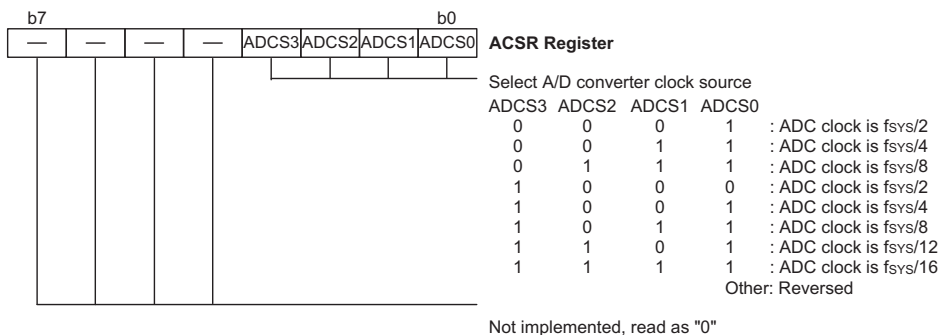 b7 b0
— — — — ADCS3 ADCS2 ADCS1 ADCS0 ACSR Register
Select A/D converter clock source
ADCS3 ADCS2 ADCS1 ADCS0
0 0 0 1 : ADC clock is fSYS/2
0 0 1 1 : ADC clock is fSYS/4
0 1 1 1 : ADC clock is fSYS/8
1 0 0 0 : ADC clock is fSYS/2
1 0 0 1 : ADC clock is fSYS/4
1 0 1 1 : ADC clock is fSYS/8
1 1 0 1 : ADC clock is fSYS/12
1 1 1 1 : ADC clock is fSYS/16
Other: Reversed
Not implemented, read as "0"